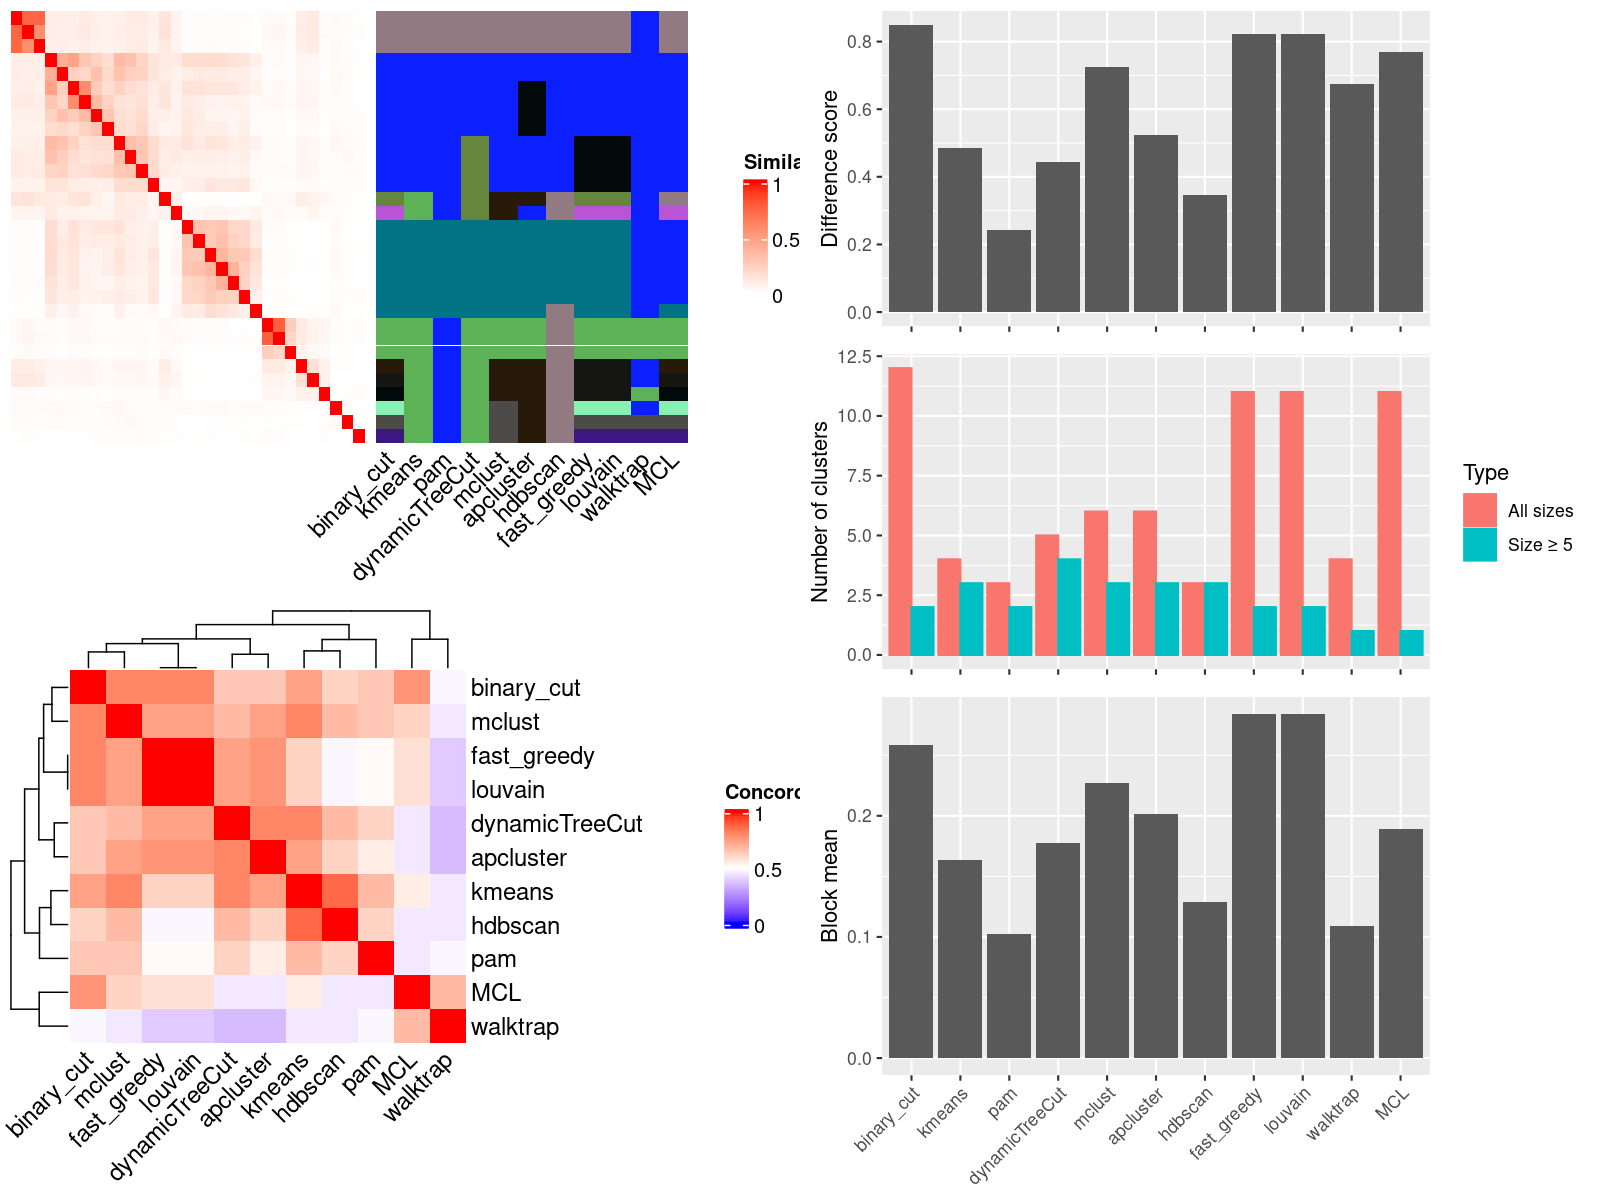 Simila
1
0.5
0
binary_cut
kmeans
pam
dynamicTreeCut
mclust
apcluster
hdbscan
fast_greedy
louvain
walktrap
MCL
binary_cut
mclust
fast_greedy
louvain
dynamicTreeCut
apcluster
kmeans
hdbscan
pam
MCL
walktrap
Concord
1
0.5
0
binary_cut
mclust
fast_greedy
louvain
dynamicTreeCut
apcluster
kmeans
hdbscan
pam
MCL
walktrap
Difference score
0.8
0.6
0.4
0.2
0.0
Number of clusters
12.5
10.0
7.5
5.0
2.5
0.0
Type
All sizes
Size ≥ 5
Block mean
0.2
0.1
0.0
binary_cut
kmeans
pam
dynamicTreeCut
mclust
apcluster
hdbscan
fast_greedy
louvain
walktrap
MCL